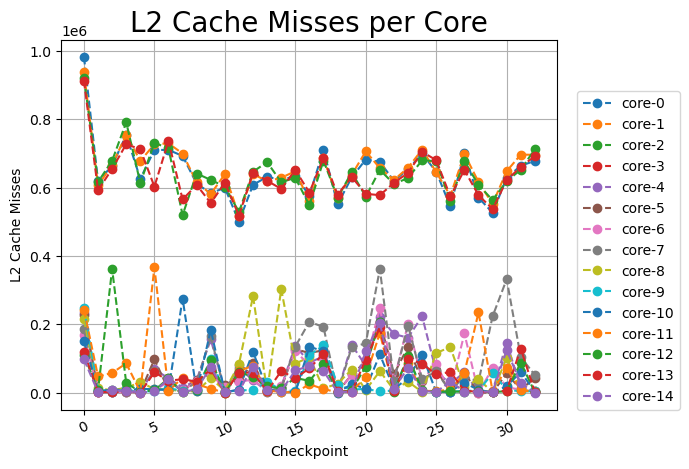 L2 Cache Misses per Core
1e6
1.0
0.8
0.6
0.4
0.2
0.0
L2 Cache Misses
0
5
10
15
20
25
30
Checkpoint
core-0
core-1
core-2
core-3
core-4
core-5
core-6
core-7
core-8
core-9
core-10
core-11
core-12
core-13
core-14